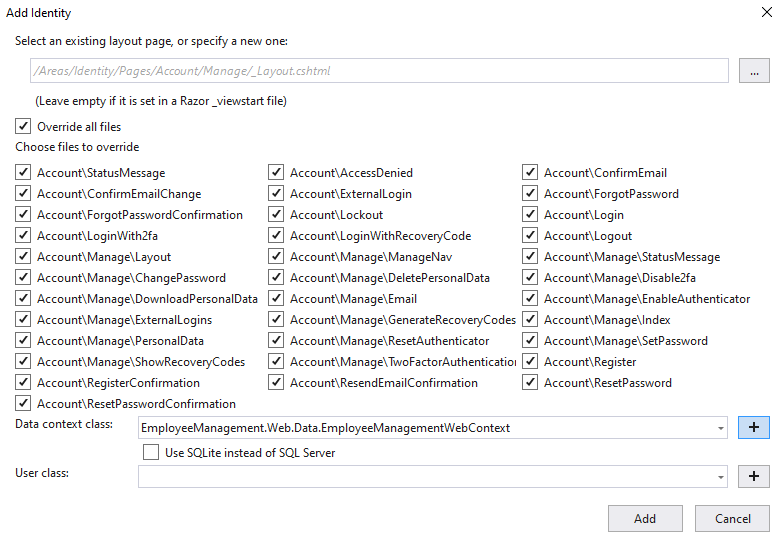 Add Identity
Select an existing layout page, or specify a new one:
/Areas/Identity/Pages/Account/Manage/_Layout.cshtml
...
(Leave empty if it is set in a Razor _viewstart file)
Override all files
Choose files to override
Account\StatusMessage Account\AccessDenied Account\ConfirmEmail
Account\ConfirmEmailChange Account\ExternalLogin Account\ForgotPassword
Account\ForgotPasswordConfirmation Account\Lockout Account\Login
Account\LoginWith2fa Account\LoginWithRecoveryCode Account\Logout
Account\Manage\Layout Account\Manage\ManageNav Account\Manage\StatusMessage
Account\Manage\ChangePassword Account\Manage\DeletePersonalData Account\Manage\Disable2fa
Account\Manage\DownloadPersonalData Account\Manage\Email Account\Manage\EnableAuthenticator
Account\Manage\ExternalLogins Account\Manage\GenerateRecoveryCodes Account\Manage\Index
Account\Manage\PersonalData Account\Manage\ResetAuthenticator Account\Manage\SetPassword
Account\Manage\ShowRecoveryCodes Account\Manage\TwoFactorAuthentication Account\Register
Account\RegisterConfirmation Account\ResendEmailConfirmation Account\ResetPassword
Account\ResetPasswordConfirmation
Data context class: EmployeeManagement.Web.Data.EmployeeManagementWebContext +
Use SQLite instead of SQL Server
User class: +
Add Cancel